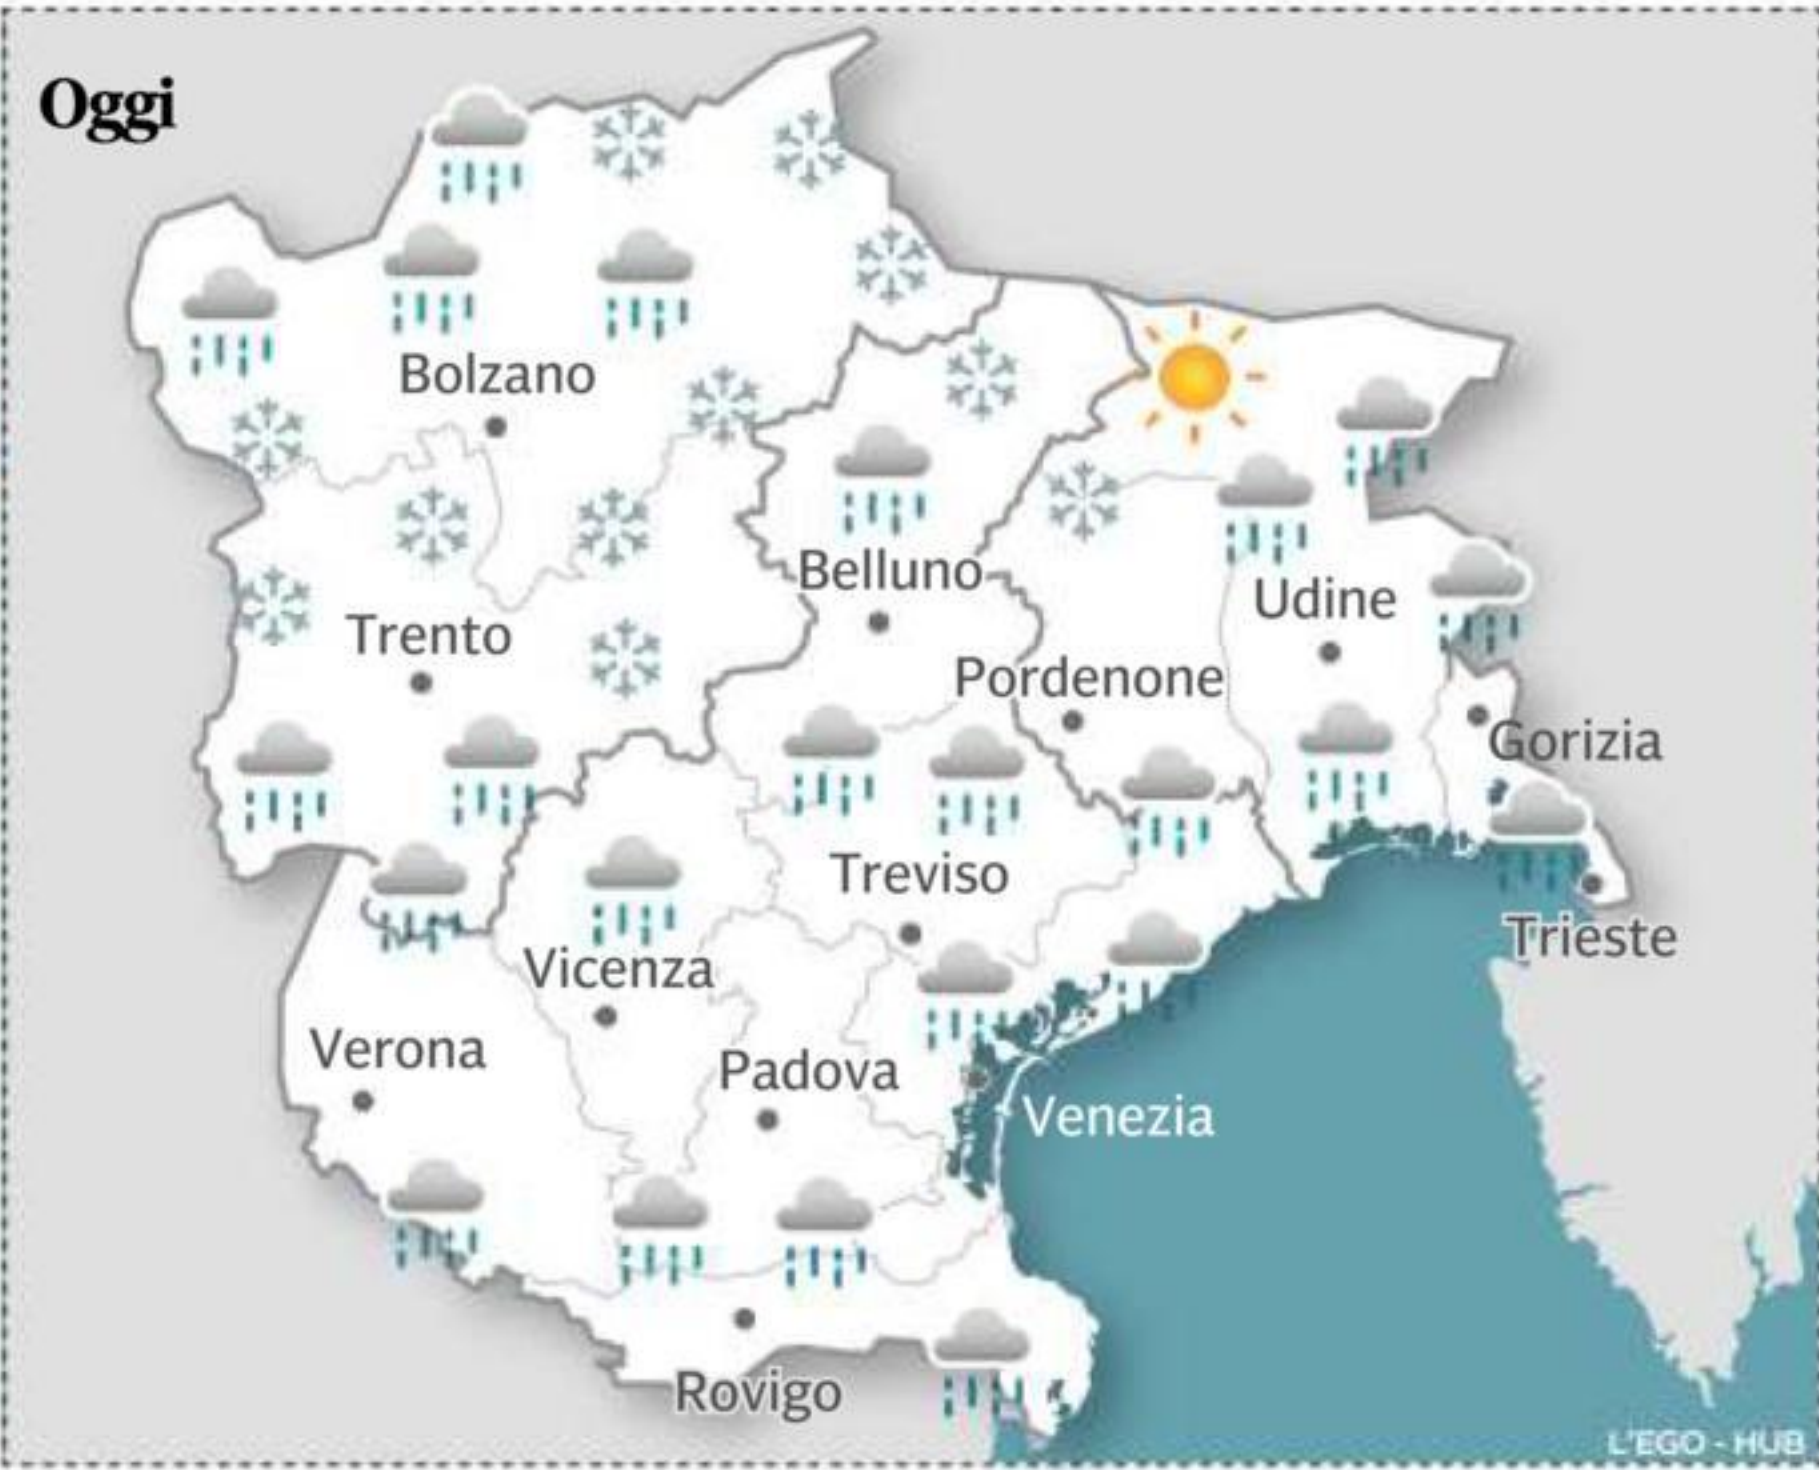 Oggi
Bolzano
Belluno
Udine
Trento
Pordenone
Gorizia
Treviso
Trieste
Vicenza
Verona
Padova
Venezia
Rovigo
L'EGO - HUB